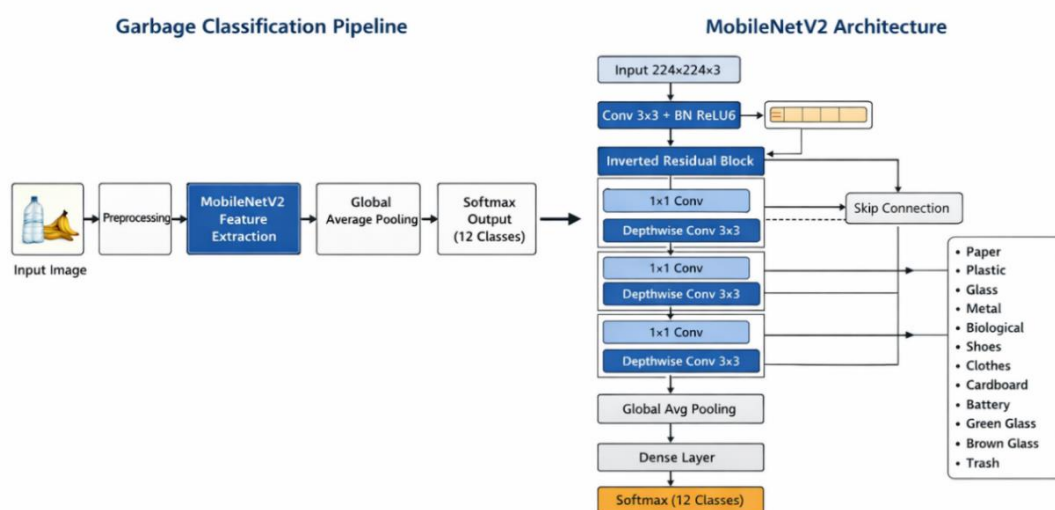 Garbage Classification Pipeline
Input Image
Preprocessing
MobileNetV2
Feature
Extraction
Global
Average Pooling
Softmax
Output
(12 Classes)
MobileNetV2 Architecture
Input 224×224×3
Conv 3x3 + BN ReLU6
Inverted Residual Block
1×1 Conv
Depthwise Conv 3x3
Skip Connection
1×1 Conv
Depthwise Conv 3×3
1×1 Conv
Depthwise Conv 3x3
Global Avg Pooling
Dense Layer
Softmax (12 Classes)
• Paper
• Plastic
• Glass
• Metal
• Biological
• Shoes
• Clothes
• Cardboard
• Battery
• Green Glass
• Brown Glass
• Trash